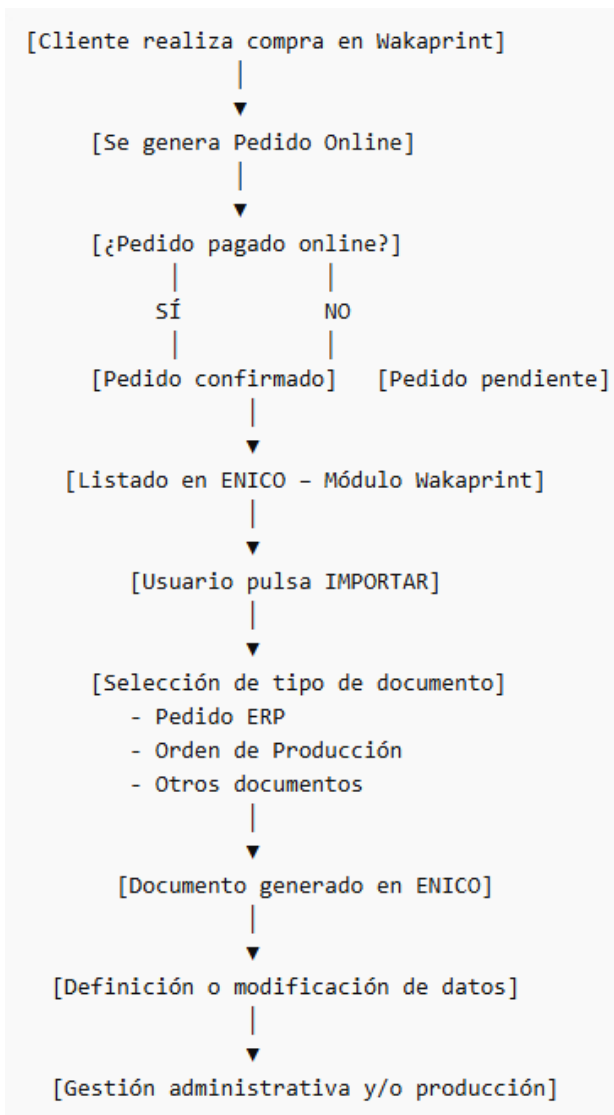 [Cliente realiza compra en Wakaprint]
[Se genera Pedido Online]
[¿Pedido pagado online?]
SÍ NO
[Pedido confirmado] [Pedido pendiente]
[Listado en ENICO – Módulo Wakaprint]
[Usuario pulsa IMPORTAR]
[Selección de tipo de documento]
- Pedido ERP
- Orden de Producción
- Otros documentos
[Documento generado en ENICO]
[Definición o modificación de datos]
[Gestión administrativa y/o producción]